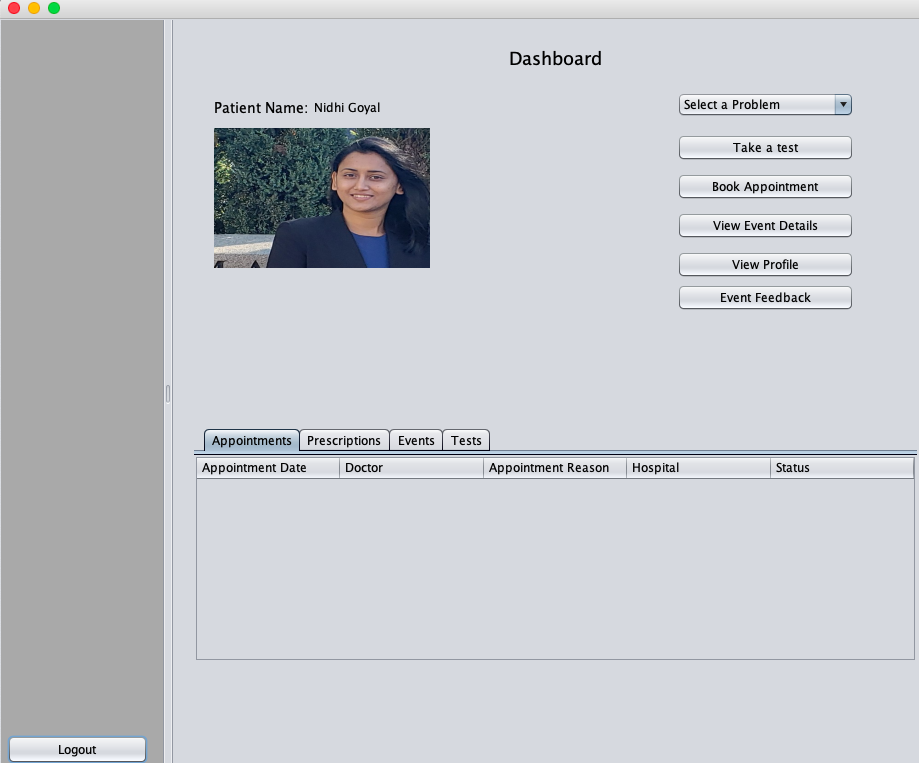 Dashboard
Patient Name: Nidhi Goyal
Select a Problem
Take a test
Book Appointment
View Event Details
View Profile
Event Feedback
Appointments Prescriptions Events Tests
Appointment Date Doctor Appointment Reason Hospital Status
Logout